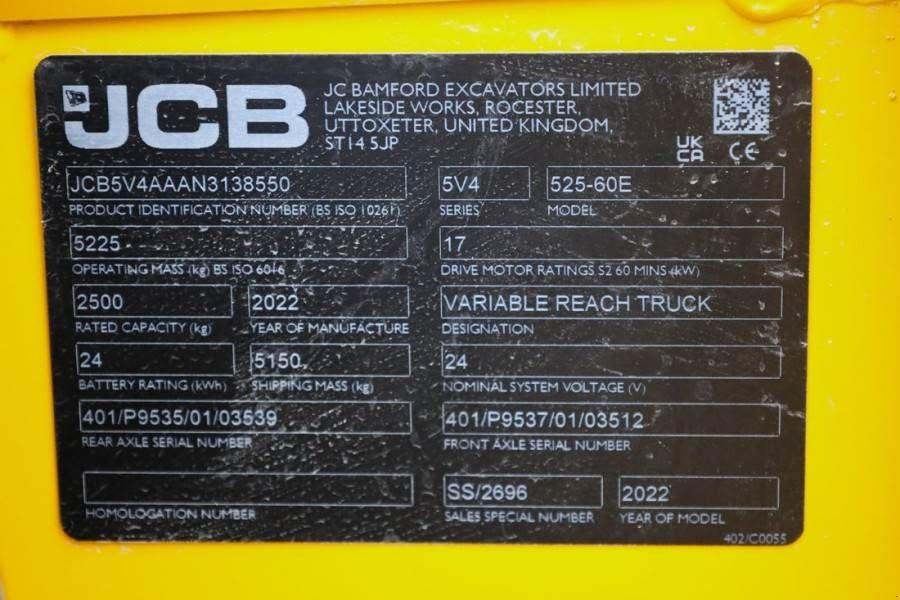 JCB
JC BAMFORD EXCAVATORS LIMITED
LAKESIDE WORKS, ROCESTER,
UTTOXETER, UNITED KINGDOM,
ST14 5JP
UK
CA CE
JCB5V4AAAN3138550 5V4 525-60E
PRODUCT IDENTIFICATION NUMBER (BS ISO 10261) SERIES MODEL
5225 17
OPERATING MASS (kg) BS ISO 6016 DRIVE MOTOR RATINGS S2 60 MINS (kW)
2500 2022 VARIABLE REACH TRUCK
RATED CAPACITY (kg) YEAR OF MANUFACTURE DESIGNATION
24 5150 24
BATTERY RATING (kWh) SHIPPING MASS (kg) NOMINAL SYSTEM VOLTAGE (V)
401/P9535/01/03539 401/P9537/01/03512
REAR AXLE SERIAL NUMBER FRONT AXLE SERIAL NUMBER
SS/2696 2022
HOMOLOGATION NUMBER SALES SPECIAL NUMBER YEAR OF MODEL
402/C0055